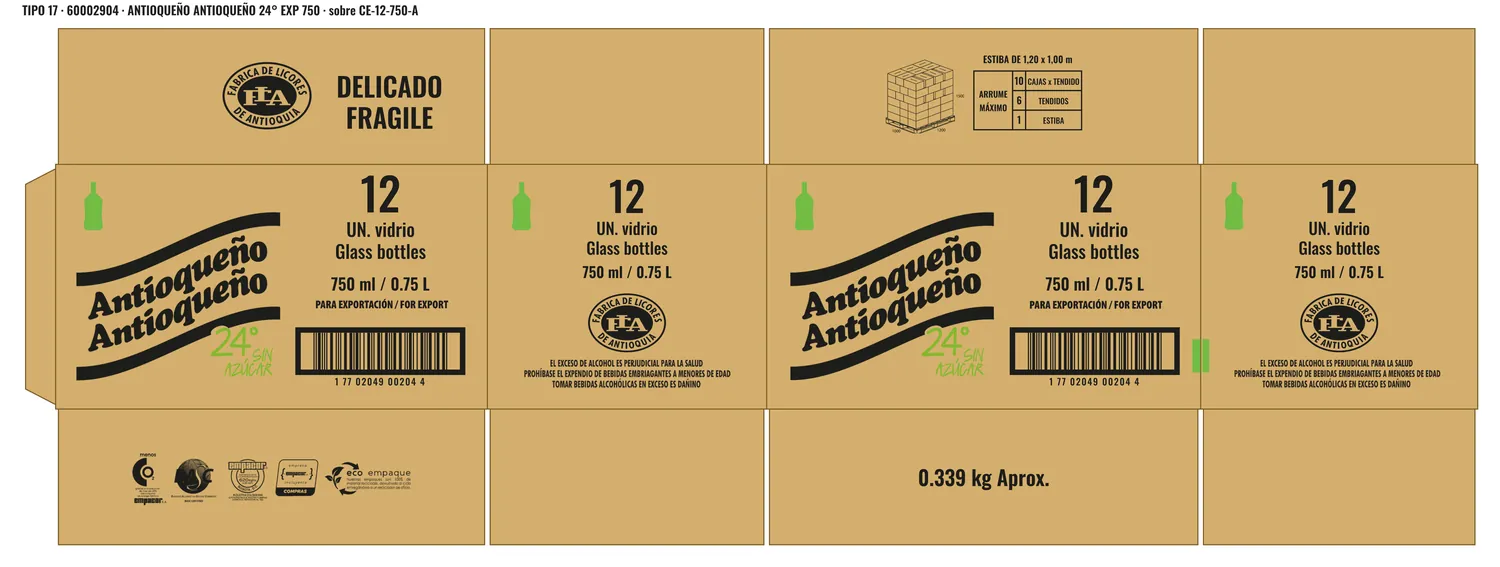 TIPO 17 · 60002904 · ANTIOQUEÑO ANTIOQUEÑO 24° EXP 750 · sobre CE-12-750-A
FABRICA DE LICORES
FLA
DE ANTIOQUIA
DELICADO
FRAGILE
ESTIBA DE 1,20 x 1,00 m
ARRUME
MÁXIMO
10 CAJAS x TENDIDO
6 TENDIDOS
1 ESTIBA
12
UN. vidrio
Glass bottles
750 ml / 0.75 L
PARA EXPORTACIÓN / FOR EXPORT
Antioqueño
Antioqueño
24°
SIN
AZÚCAR
1 77 02049 00204 4
12
UN. vidrio
Glass bottles
750 ml / 0.75 L
FABRICA DE LICORES
FLA
DE ANTIOQUIA
EL EXCESO DE ALCOHOL ES PERJUDICIAL PARA LA SALUD
PROHÍBASE EL EXPENDIO DE BEBIDAS EMBRIAGANTES A MENORES DE EDAD
TOMAR BEBIDAS ALCOHÓLICAS EN EXCESO ES DAÑINO
12
UN. vidrio
Glass bottles
750 ml / 0.75 L
PARA EXPORTACIÓN / FOR EXPORT
Antioqueño
Antioqueño
24°
SIN
AZÚCAR
1 77 02049 00204 4
12
UN. vidrio
Glass bottles
750 ml / 0.75 L
FABRICA DE LICORES
FLA
DE ANTIOQUIA
EL EXCESO DE ALCOHOL ES PERJUDICIAL PARA LA SALUD
PROHÍBASE EL EXPENDIO DE BEBIDAS EMBRIAGANTES A MENORES DE EDAD
TOMAR BEBIDAS ALCOHÓLICAS EN EXCESO ES DAÑINO
menos
empacor
empacor
empresa
empacor
incluyente
COMPRAS
eco empaque
0.339 kg Aprox.